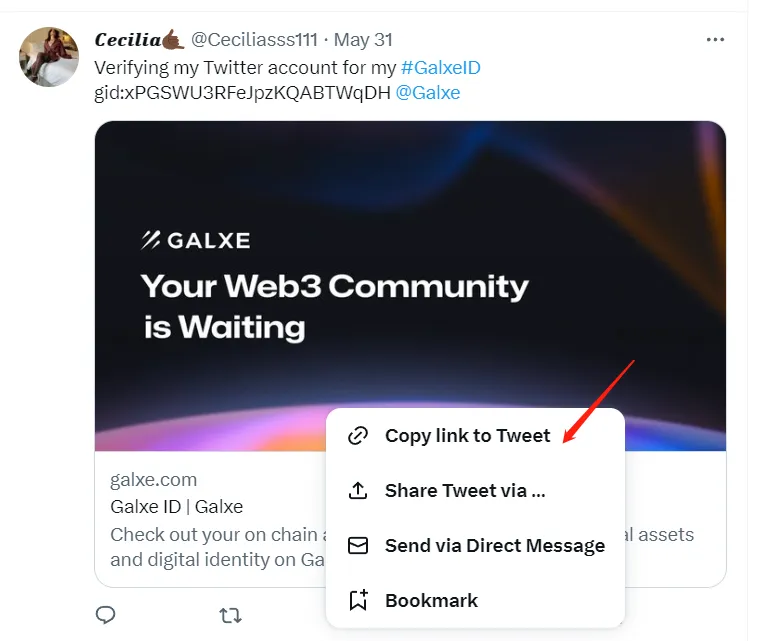 Cecilia🤙🏾 @Ceciliasss111 · May 31
Verifying my Twitter account for my #GalxeID
gid:xPGSWU3RFeJpzKQABTWqDH @Galxe
GALXE
Your Web3 Community
is Waiting
Copy link to Tweet
Share Tweet via ...
Send via Direct Message
Bookmark
galxe.com
Galxe ID | Galxe
Check out your on chain al assets
and digital identity on Ga